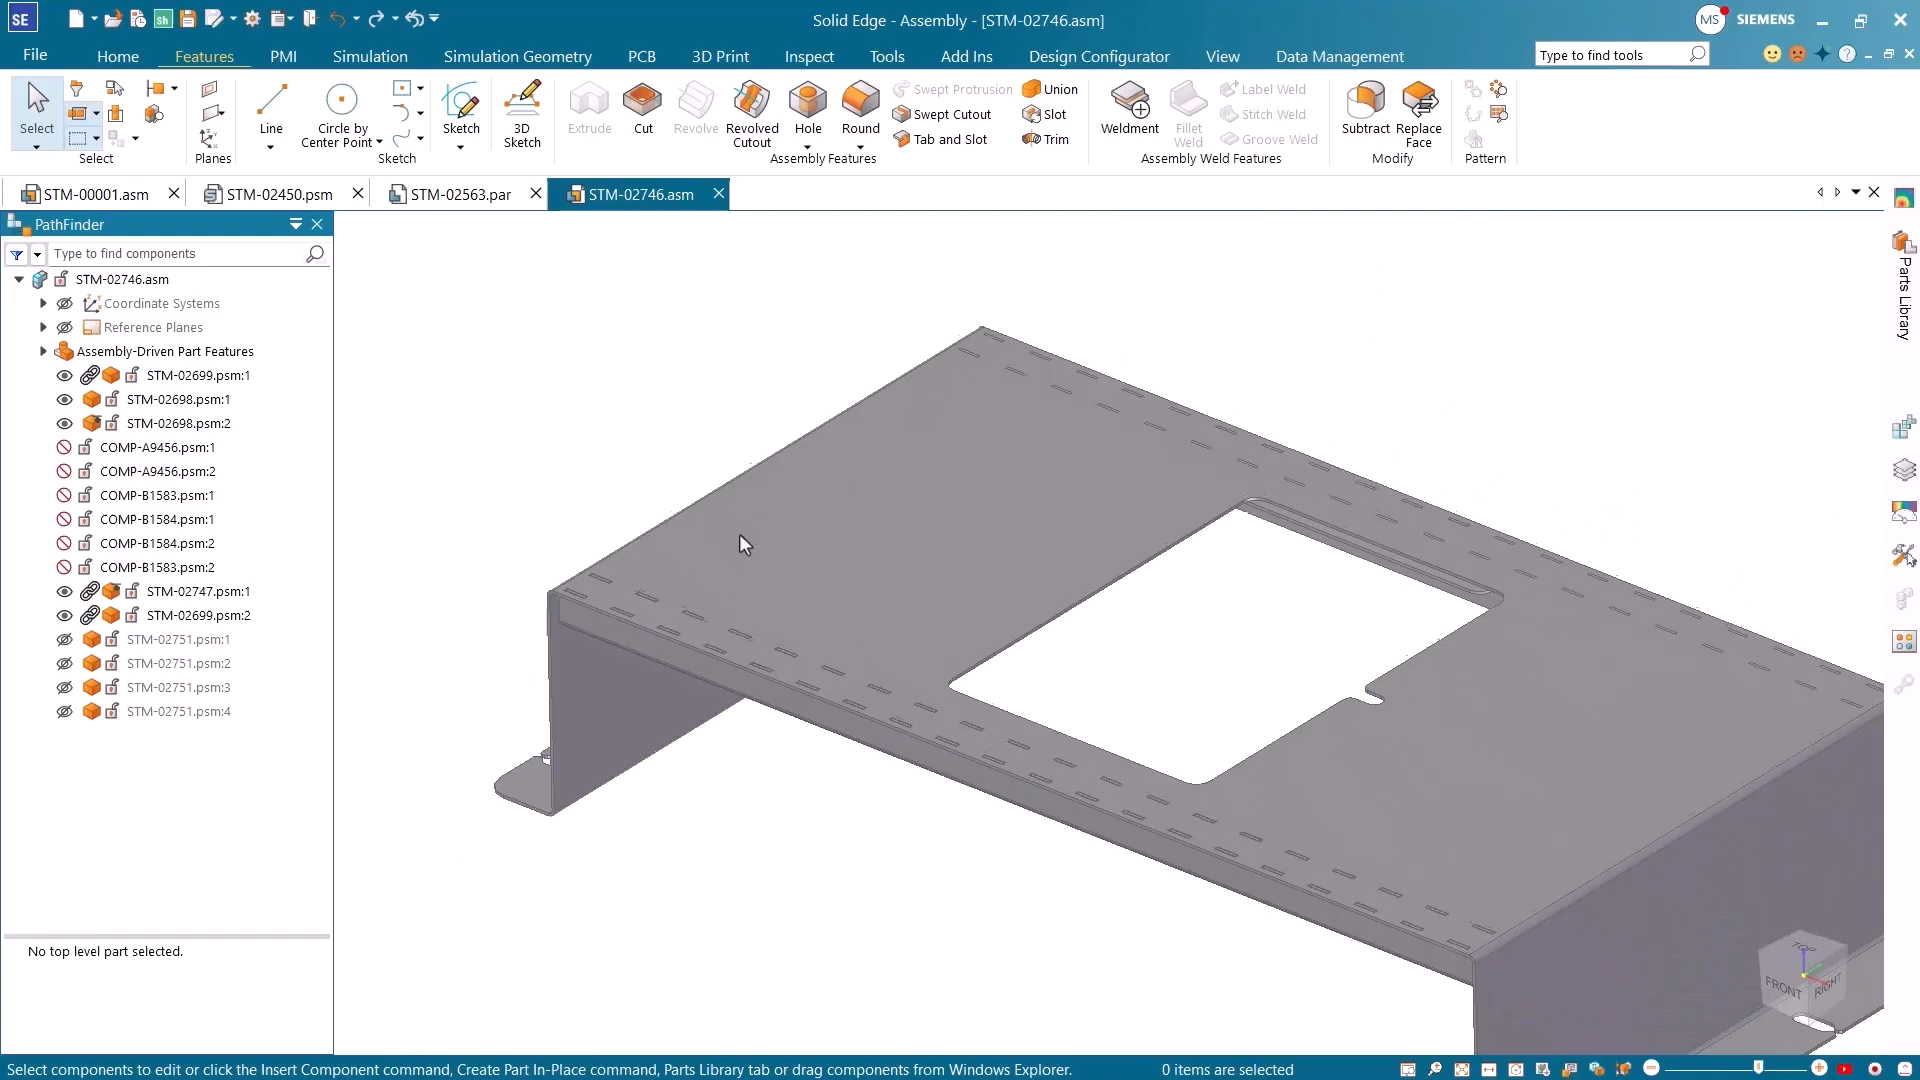 SE
Sh
Solid Edge - Assembly - [STM-02746.asm]
MS
SIEMENS
File
Home
Features
PMI
Simulation
Simulation Geometry
PCB
3D Print
Inspect
Tools
Add Ins
Design Configurator
View
Data Management
Type to find tools
Select
Line
Circle by
Center Point
Sketch
3D
Sketch
Extrude
Cut
Revolve
Revolved
Cutout
Hole
Round
Swept Protrusion
Swept Cutout
Tab and Slot
Union
Slot
Trim
Weldment
Fillet
Weld
Label Weld
Stitch Weld
Groove Weld
Subtract
Replace
Face
Select
Planes
Sketch
Assembly Features
Assembly Weld Features
Modify
Pattern
STM-00001.asm
STM-02450.psm
STM-02563.par
STM-02746.asm
PathFinder
Type to find components
STM-02746.asm
Coordinate Systems
Reference Planes
Assembly-Driven Part Features
STM-02699.psm:1
STM-02698.psm:1
STM-02698.psm:2
COMP-A9456.psm:1
COMP-A9456.psm:2
COMP-B1583.psm:1
COMP-B1584.psm:1
COMP-B1584.psm:2
COMP-B1583.psm:2
STM-02747.psm:1
STM-02699.psm:2
STM-02751.psm:1
STM-02751.psm:2
STM-02751.psm:3
STM-02751.psm:4
No top level part selected.
Parts Library
TOP
FRONT
RIGHT
Select components to edit or click the Insert Component command, Create Part In-Place command, Parts Library tab or drag components from Windows Explorer.
0 items are selected